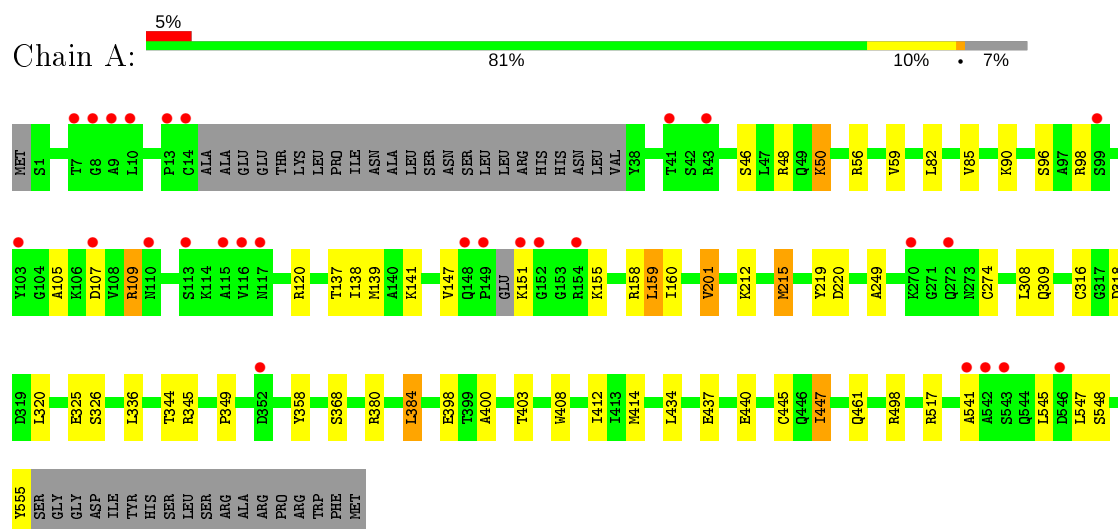 5%
Chain A:
81% 10% • 7%
MET S1 T7 G8 A9 L10 P13 C14 ALA ALA GLU GLU THR LYS LEU PRO ILE ASN ALA LEU SER ASN SER LEU LEU ARG HIS HIS ASN LEU VAL Y38 T41 S42 R43 S46 L47 R48 Q49 K50 R56 V59 L82 V85 K90 S96 A97 R98 S99
Y103 G104 A105 K106 D107 V108 R109 N110 S113 K114 A115 V116 N117 R120 T137 I138 M139 A140 K141 V147 Q148 P149 GLU K151 G152 G153 R154 K155 R158 L159 I160 V201 K212 M215 Y219 D220 A249 K270 G271 Q272 N273 C274 L308 Q309 C316 G317 D318
D319 L320 E325 S326 L336 T344 R345 P349 D352 Y358 S368 R380 L384 E398 T399 A400 T403 W408 I412 I413 M414 L434 E437 E440 C445 Q446 I447 Q461 R498 R517 A541 A542 S543 Q544 L545 D546 L547 S548
Y555 SER GLY GLY ASP ILE TYR HIS SER LEU SER ARG ALA ARG PRO ARG TRP PHE MET